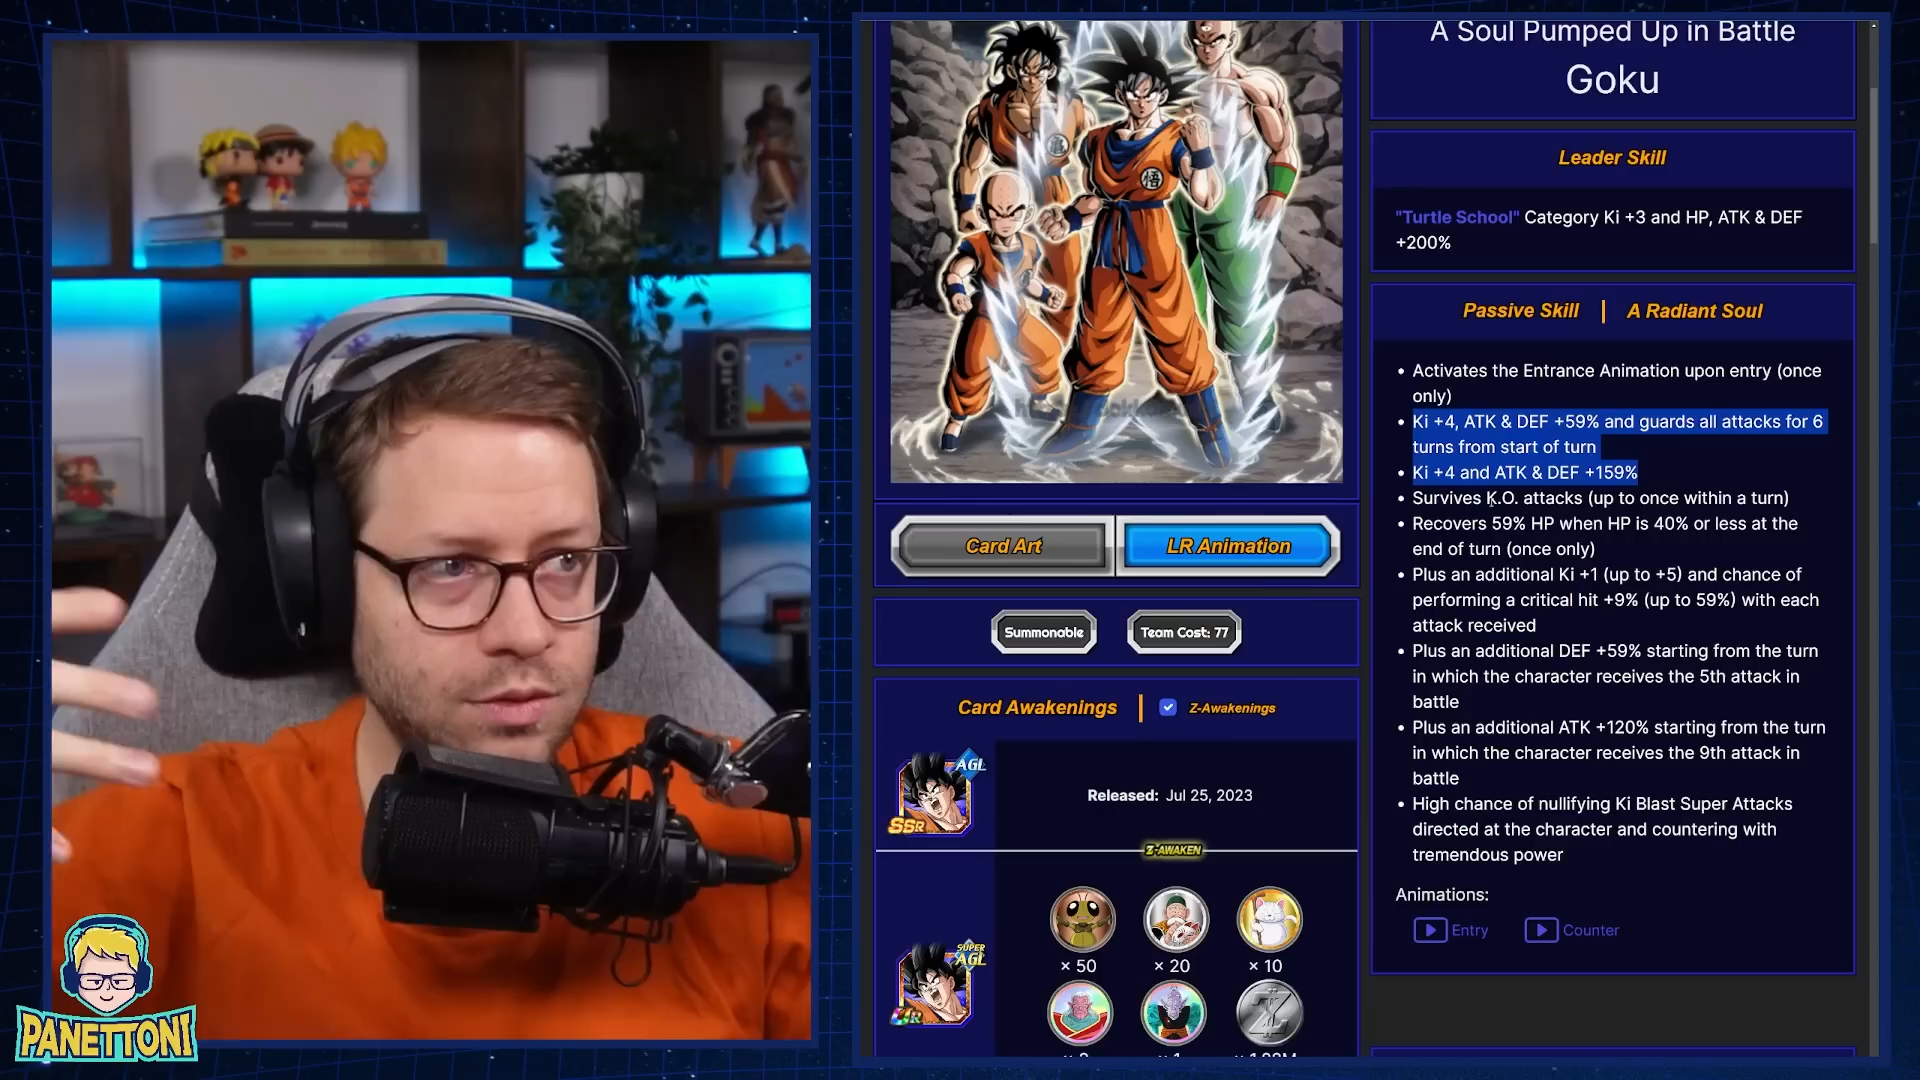 A Soul Pumped Up in Battle
Goku
Leader Skill
"Turtle School" Category Ki +3 and HP, ATK & DEF
+200%
Passive Skill | A Radiant Soul
Activates the Entrance Animation upon entry (once
only)
Ki +4, ATK & DEF +59% and guards all attacks for 6
turns from start of turn
Ki +4 and ATK & DEF +159%
Survives K.O. attacks (up to once within a turn)
Recovers 59% HP when HP is 40% or less at the
end of turn (once only)
Plus an additional Ki +1 (up to +5) and chance of
performing a critical hit +9% (up to 59%) with each
attack received
Plus an additional DEF +59% starting from the turn
in which the character receives the 5th attack in
battle
Plus an additional ATK +120% starting from the turn
in which the character receives the 9th attack in
battle
High chance of nullifying Ki Blast Super Attacks
directed at the character and countering with
tremendous power
Animations:
Entry Counter
Card Art LR Animation
Summonable Team Cost: 77
Card Awakenings | Z-Awakenings
AGL
SSR
Released: Jul 25, 2023
Z-AWAKEN
SUPER
AGL
UR
× 50 × 20 × 10
悟
亀
PANETTONI